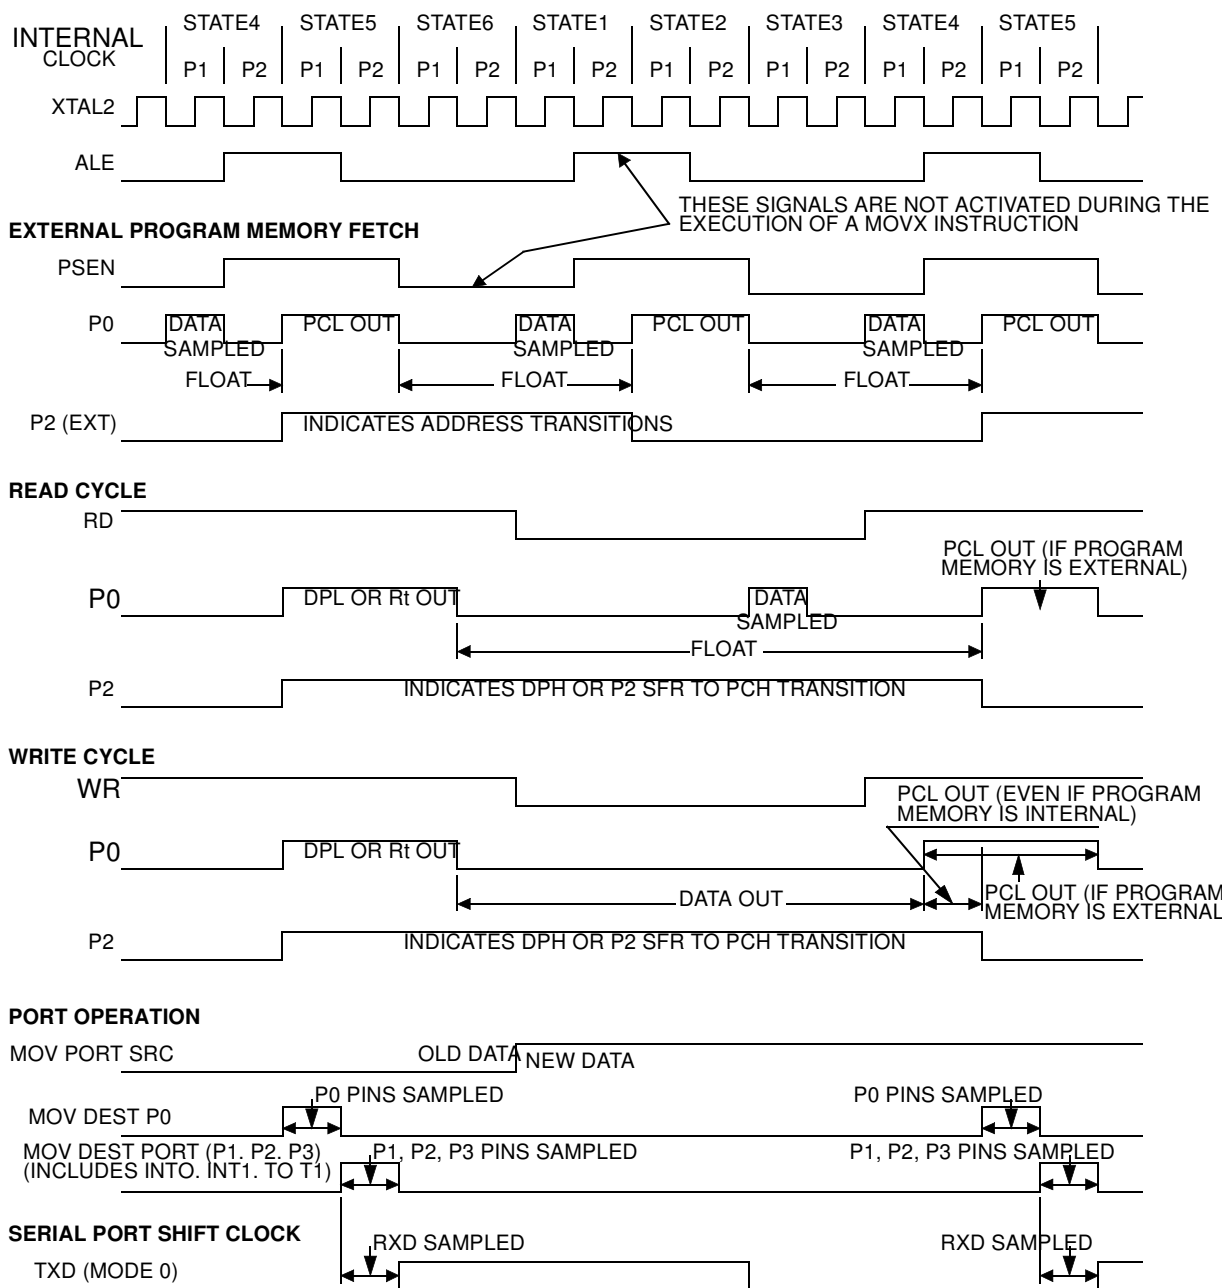 INTERNAL
CLOCK
STATE4 STATE5 STATE6 STATE1 STATE2 STATE3 STATE4 STATE5
P1 P2 P1 P2 P1 P2 P1 P2 P1 P2 P1 P2 P1 P2 P1 P2
XTAL2
ALE
THESE SIGNALS ARE NOT ACTIVATED DURING THE
EXECUTION OF A MOVX INSTRUCTION
EXTERNAL PROGRAM MEMORY FETCH
PSEN
P0 DATA PCL OUT DATA PCL OUT DATA PCL OUT
SAMPLED SAMPLED SAMPLED
FLOAT FLOAT FLOAT
P2 (EXT) INDICATES ADDRESS TRANSITIONS
READ CYCLE
RD
PCL OUT (IF PROGRAM
MEMORY IS EXTERNAL)
P0 DPL OR Rt OUT DATA
SAMPLED
FLOAT
P2 INDICATES DPH OR P2 SFR TO PCH TRANSITION
WRITE CYCLE
WR
PCL OUT (EVEN IF PROGRAM
MEMORY IS INTERNAL)
P0 DPL OR Rt OUT
DATA OUT
PCL OUT (IF PROGRAM
MEMORY IS EXTERNAL
P2 INDICATES DPH OR P2 SFR TO PCH TRANSITION
PORT OPERATION
MOV PORT SRC OLD DATA NEW DATA
P0 PINS SAMPLED P0 PINS SAMPLED
MOV DEST P0
MOV DEST PORT (P1. P2. P3) P1, P2, P3 PINS SAMPLED P1, P2, P3 PINS SAMPLED
(INCLUDES INTO. INT1. TO T1)
SERIAL PORT SHIFT CLOCK
RXD SAMPLED RXD SAMPLED
TXD (MODE 0)